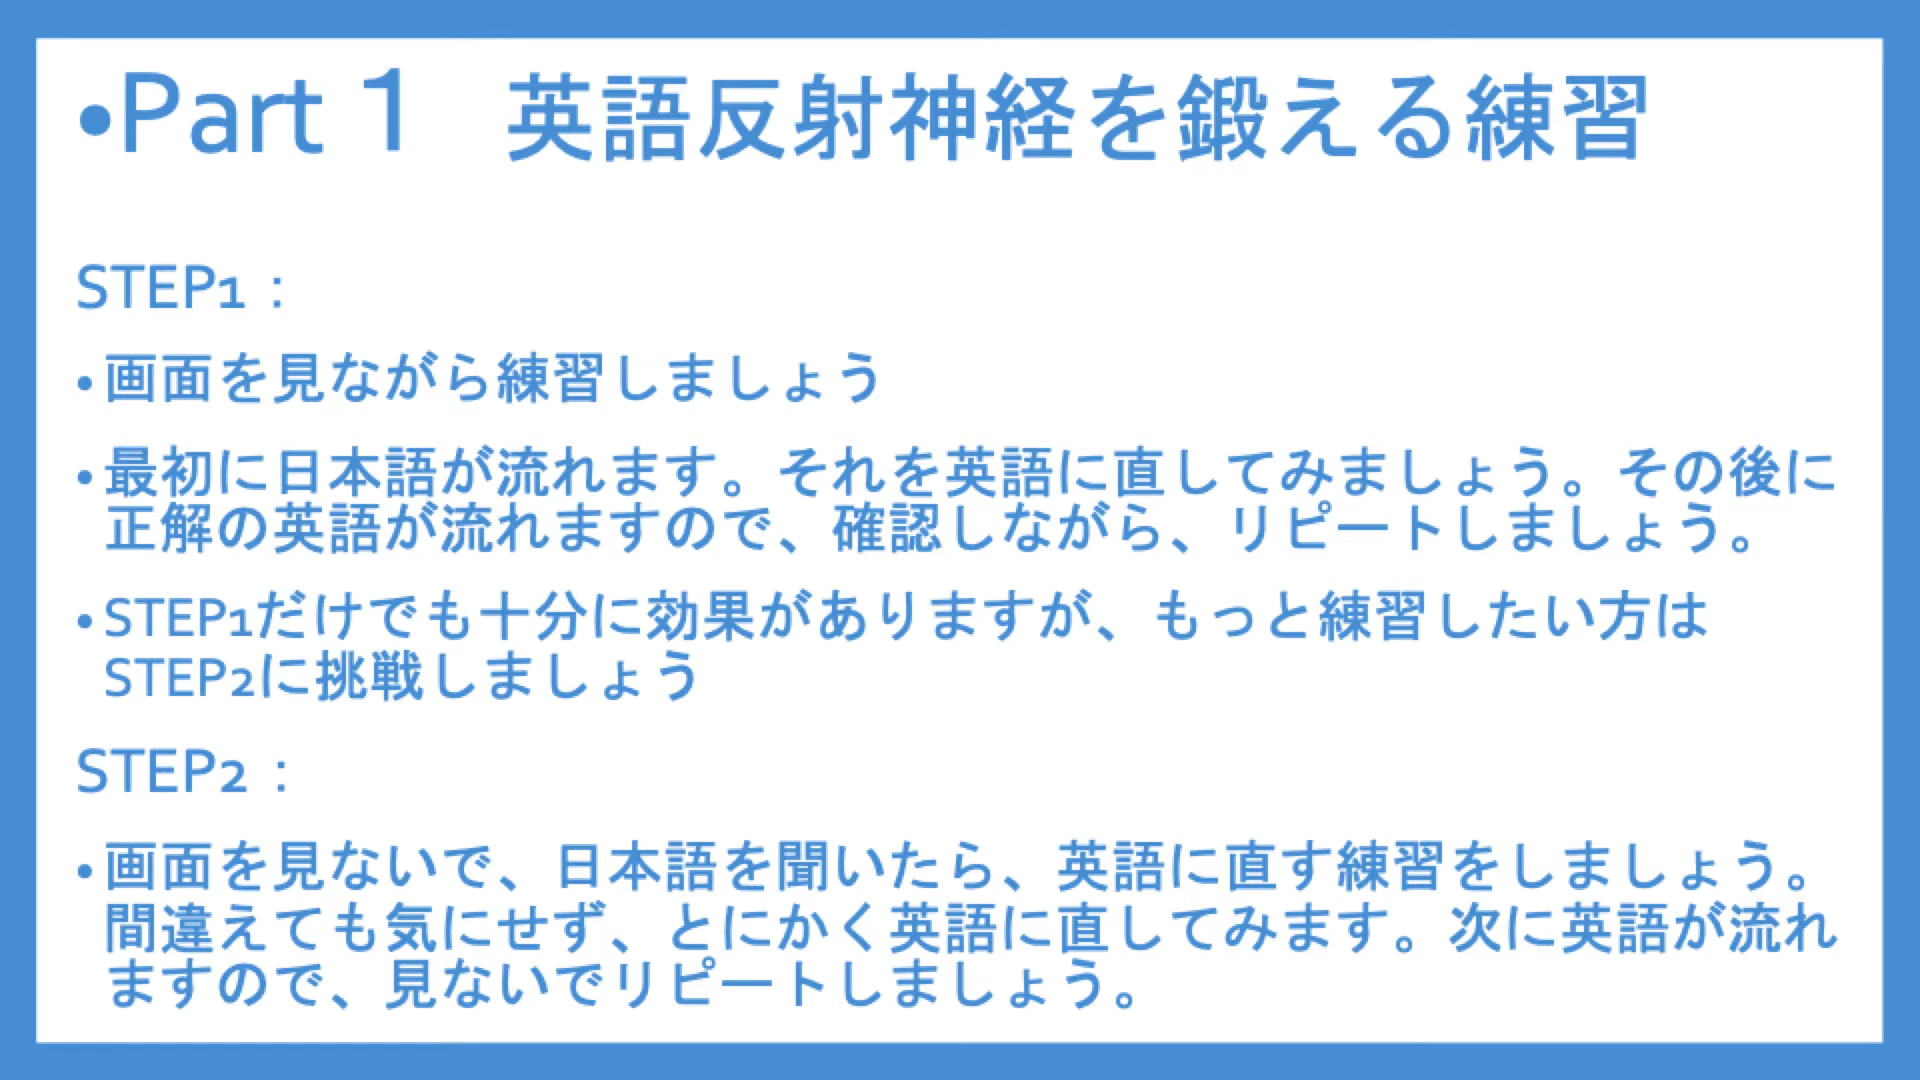 •Part１　英語反射神経を鍛える練習
STEP1：
•画面を見ながら練習しましょう
•最初に日本語が流れます。それを英語に直してみましょう。その後に
正解の英語が流れますので、確認しながら、リピートしましょう。
•STEP1だけでも十分に効果がありますが、もっと練習したい方は
STEP2に挑戦しましょう
STEP2：
•画面を見ないで、日本語を聞いたら、英語に直す練習をしましょう。
間違えても気にせず、とにかく英語に直してみます。次に英語が流れ
ますので、見ないでリピートしましょう。